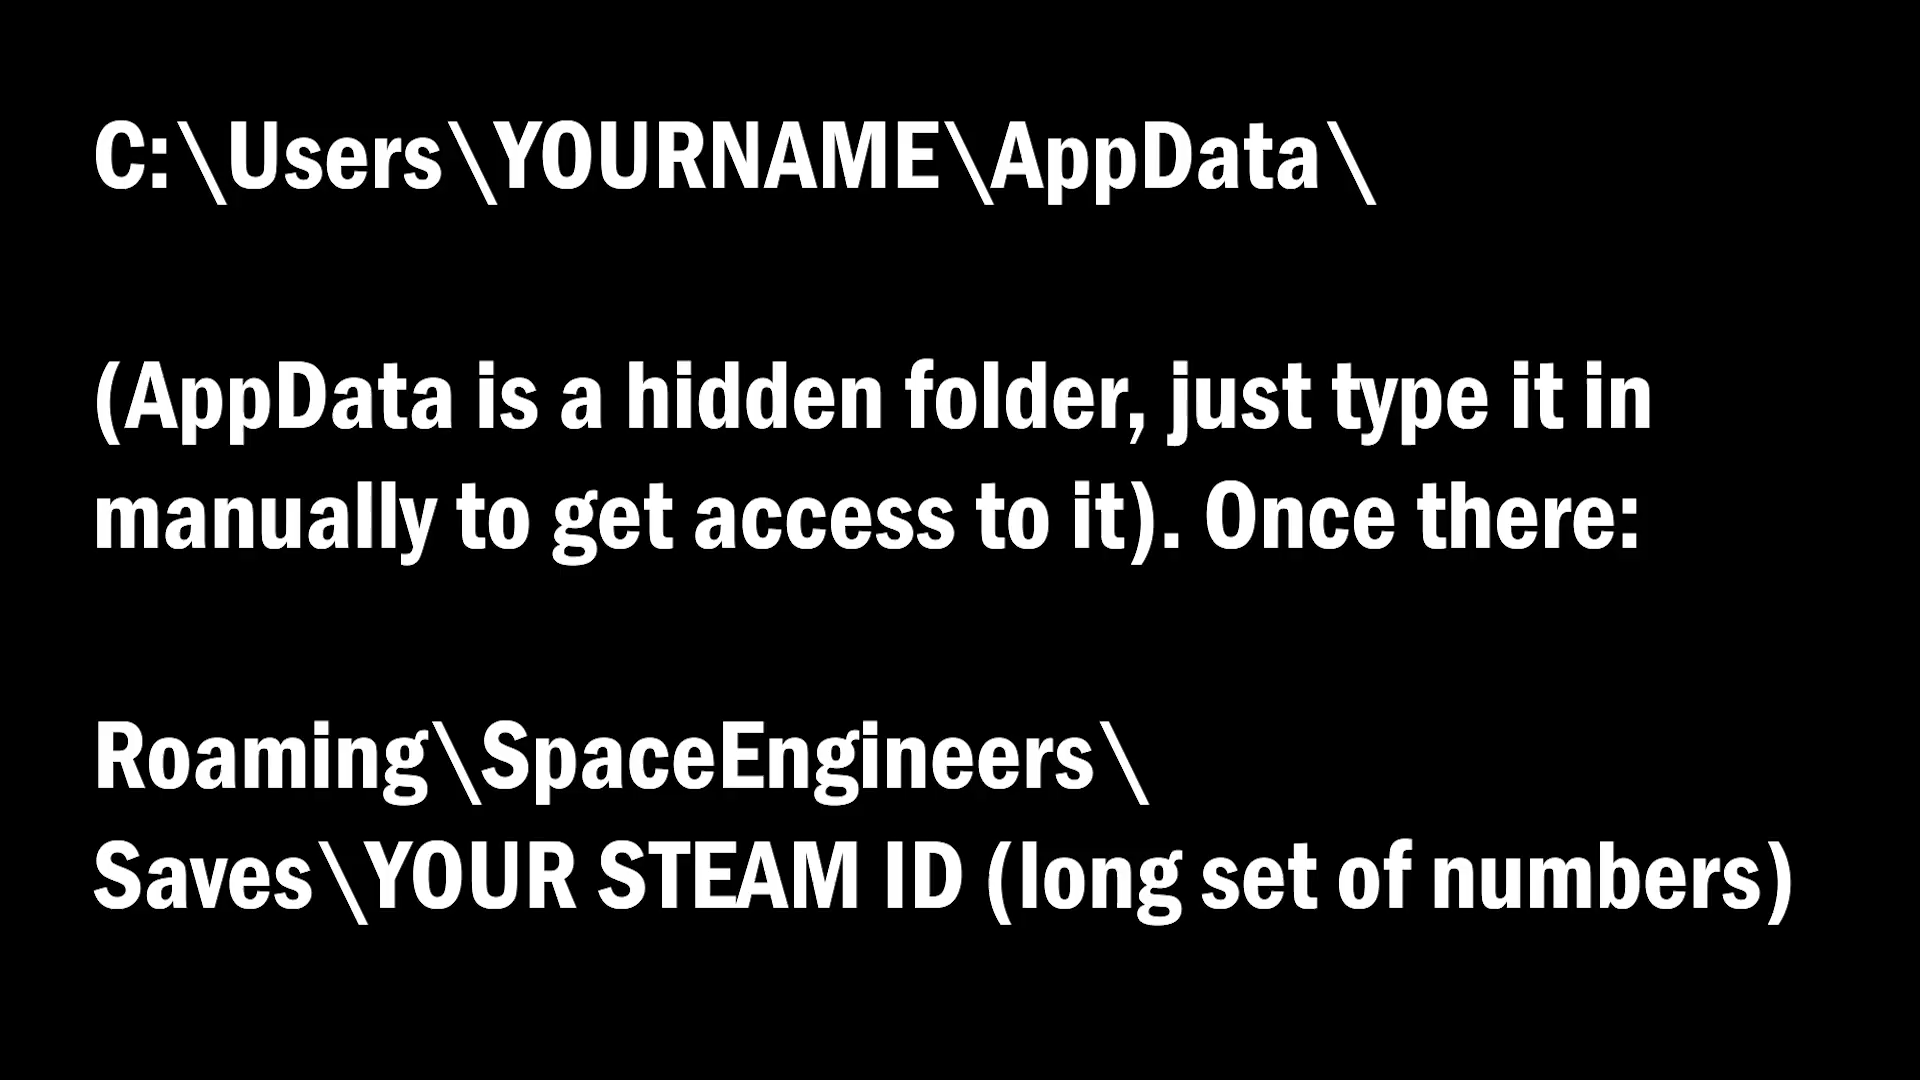 C:\Users\YOURNAME\AppData\
(AppData is a hidden folder, just type it in
manually to get access to it). Once there:
Roaming\SpaceEngineers\
Saves\YOUR STEAM ID (long set of numbers)